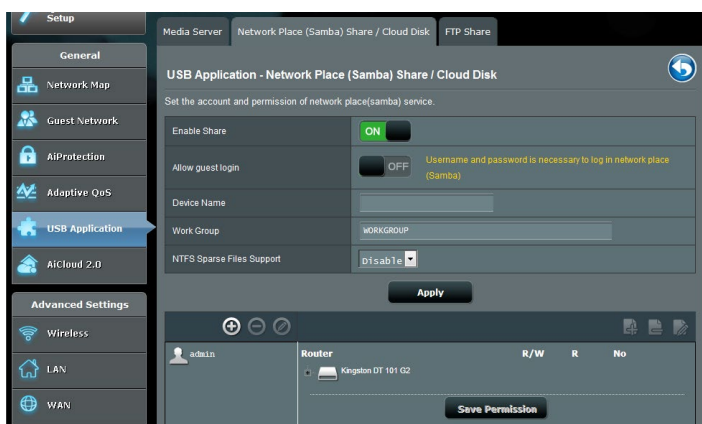 Setup
Media Server
Network Place (Samba) Share / Cloud Disk
FTP Share
General
Network Map
Guest Network
AiProtection
Adaptive QoS
USB Application
AiCloud 2.0
Advanced Settings
Wireless
LAN
WAN
USB Application - Network Place (Samba) Share / Cloud Disk
Set the account and permission of network place(samba) service.
Enable Share
ON
Allow guest login
OFF
Username and password is necessary to log in network place
(Samba)
Device Name
Work Group
WORKGROUP
NTFS Sparse Files Support
Disable
Apply
admin
Router
R/W
R
No
Kingston DT 101 G2
Save Permission